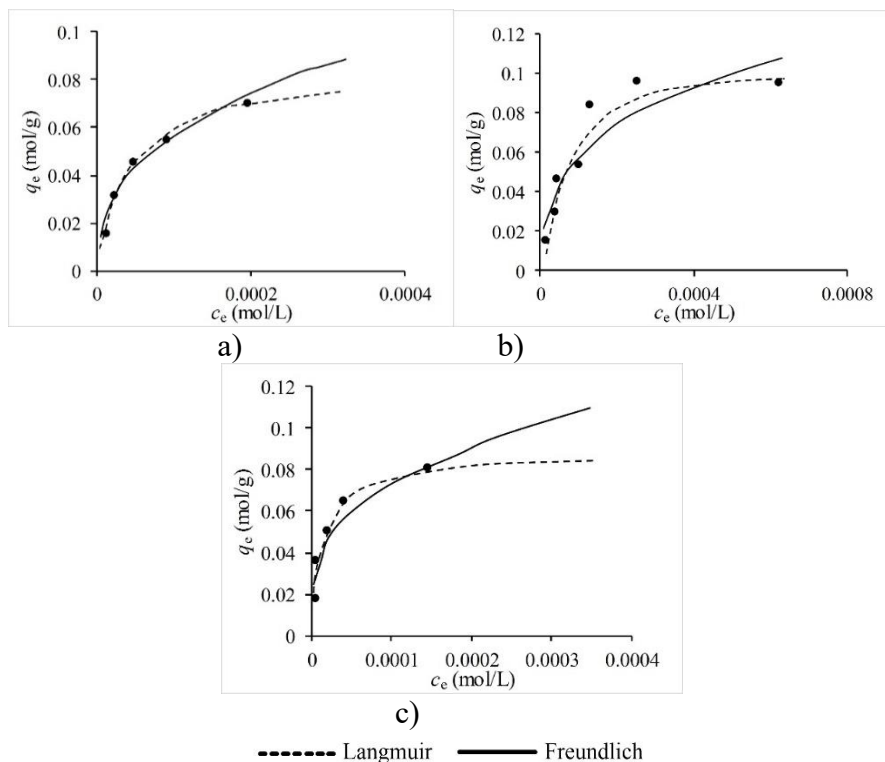 0.1
0.08
0.06
0.04
0.02
0
qe (mol/g)
0 0.0002 0.0004
ce (mol/L)
a)
0.12
0.1
0.08
0.06
0.04
0.02
0
qe (mol/g)
0 0.0004 0.0008
ce (mol/L)
b)
0.12
0.1
0.08
0.06
0.04
0.02
0
qe (mol/g)
0 0.0001 0.0002 0.0003 0.0004
ce (mol/L)
c)
Langmuir Freundlich